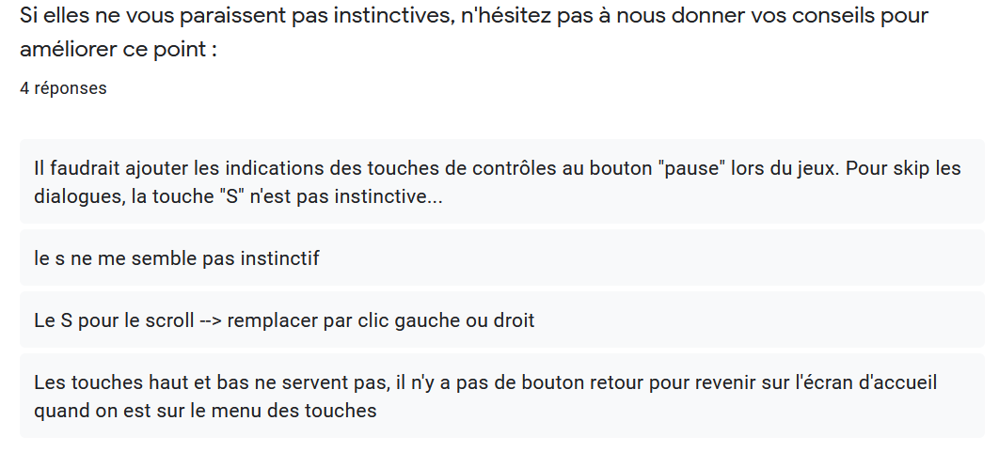 Si elles ne vous paraissent pas instinctives, n'hésitez pas à nous donner vos conseils pour
améliorer ce point :
4 réponses
Il faudrait ajouter les indications des touches de contrôles au bouton "pause" lors du jeux. Pour skip les
dialogues, la touche "S" n'est pas instinctive...
le s ne me semble pas instinctif
Le S pour le scroll --> remplacer par clic gauche ou droit
Les touches haut et bas ne servent pas, il n'y a pas de bouton retour pour revenir sur l'écran d'accueil
quand on est sur le menu des touches